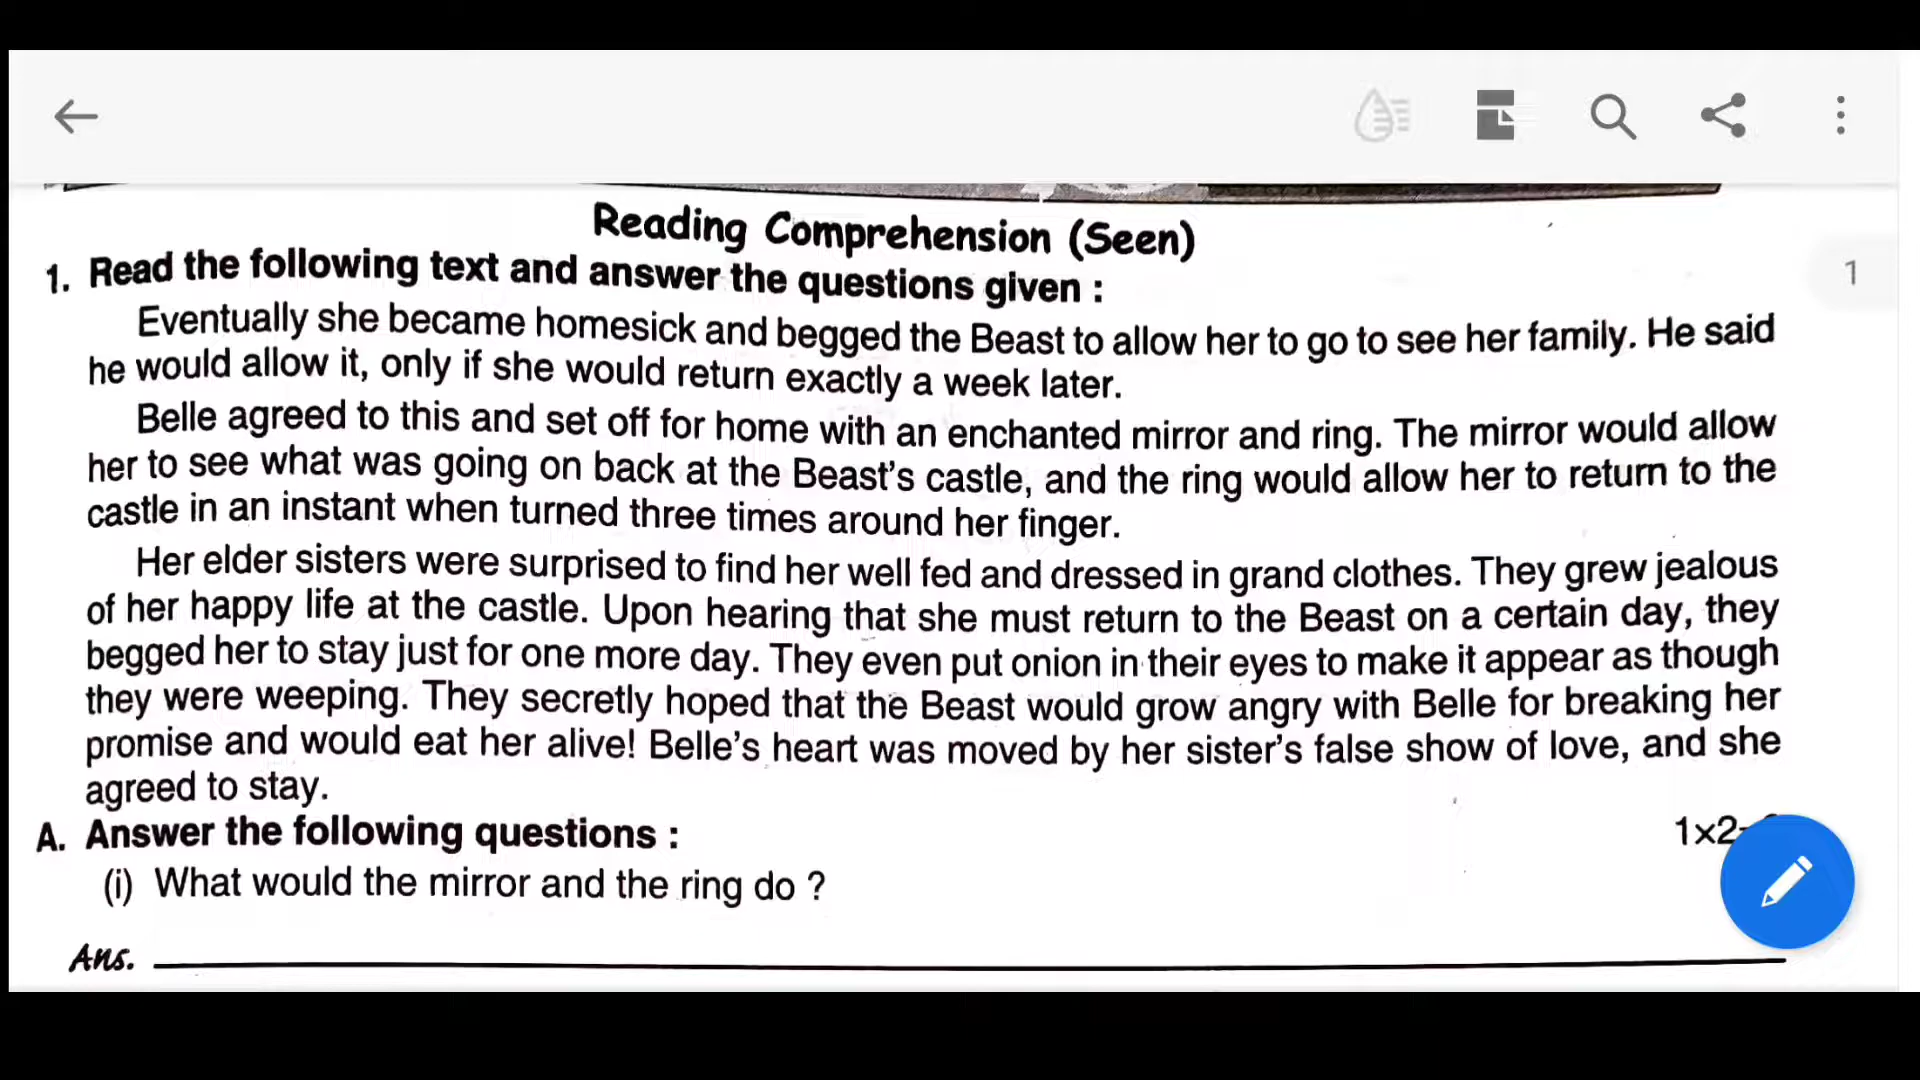 Reading Comprehension (Seen)
1. Read the following text and answer the questions given :
1
Eventually she became homesick and begged the Beast to allow her to go to see her family. He said
he would allow it, only if she would return exactly a week later.
Belle agreed to this and set off for home with an enchanted mirror and ring. The mirror would allow
her to see what was going on back at the Beast's castle, and the ring would allow her to return to the
castle in an instant when turned three times around her finger.
Her elder sisters were surprised to find her well fed and dressed in grand clothes. They grew jealous
of her happy life at the castle. Upon hearing that she must return to the Beast on a certain day, they
begged her to stay just for one more day. They even put onion in their eyes to make it appear as though
they were weeping. They secretly hoped that the Beast would grow angry with Belle for breaking her
promise and would eat her alive! Belle's heart was moved by her sister's false show of love, and she
agreed to stay.
A. Answer the following questions : 1×2
(i) What would the mirror and the ring do ?
Ans.